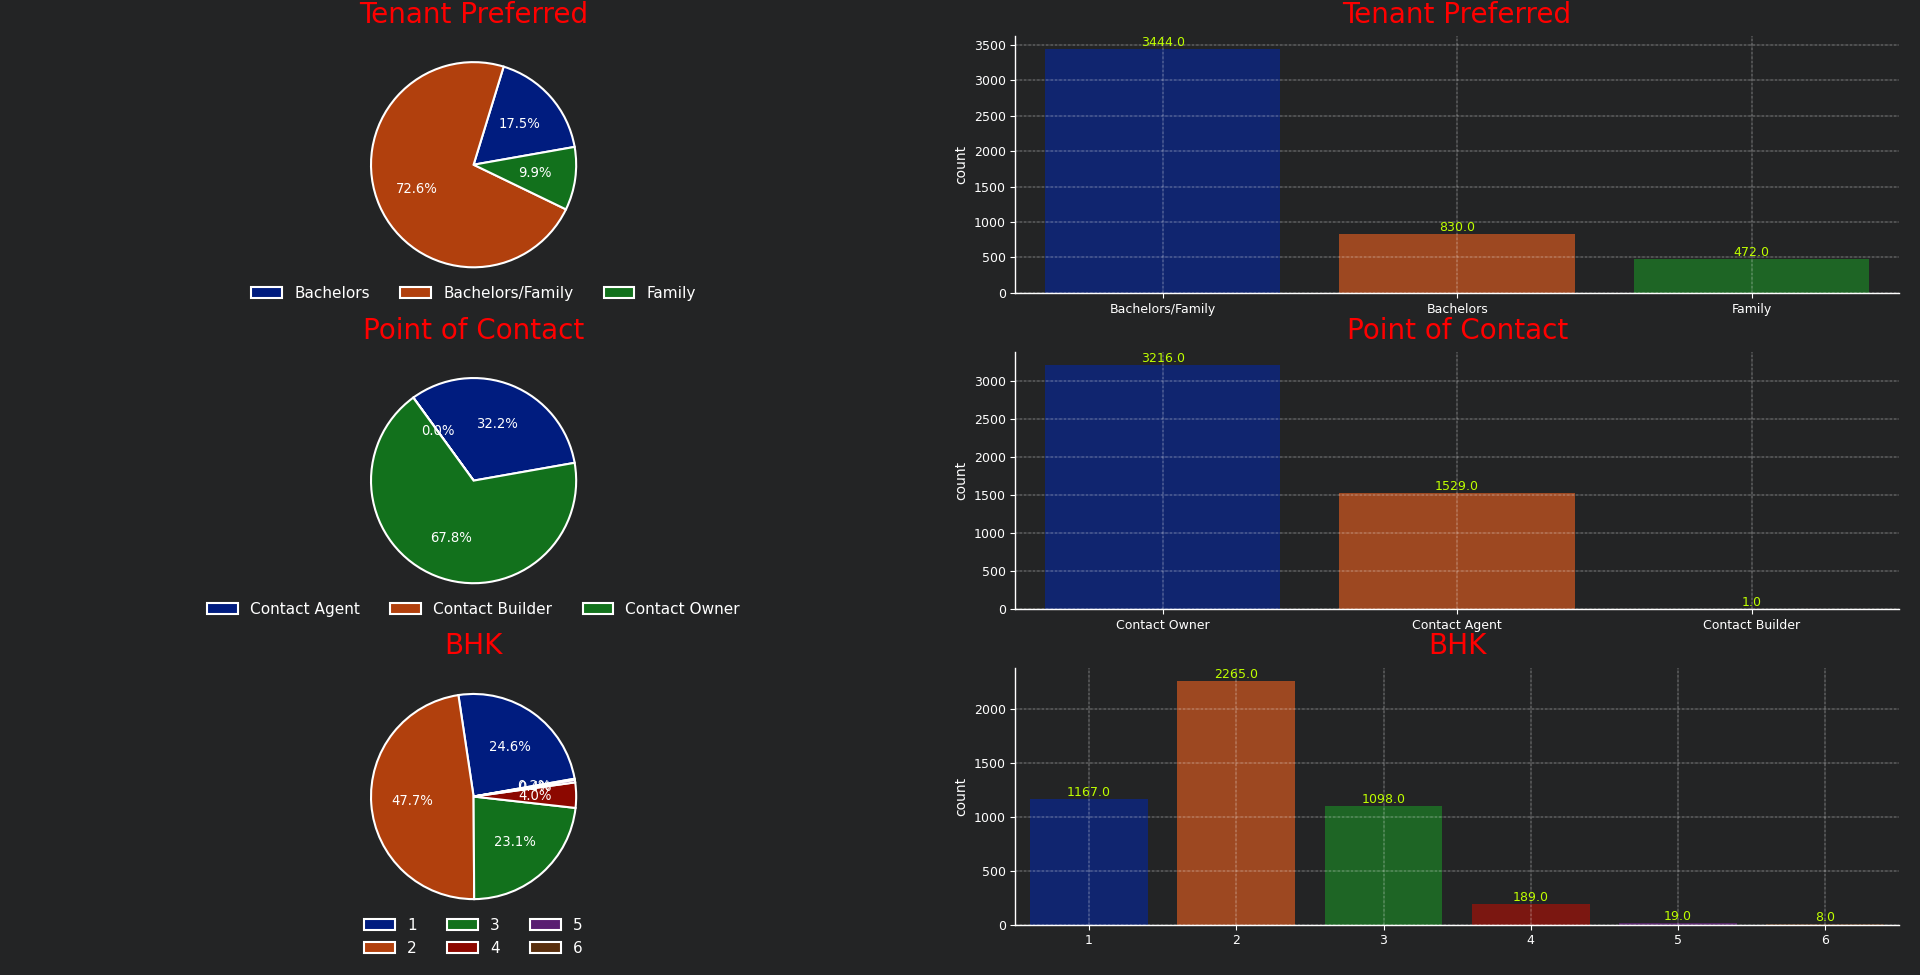 Tenant Preferred
17.5%
72.6%
9.9%
Bachelors Bachelors/Family Family
Tenant Preferred
count
3500
3000
2500
2000
1500
1000
500
0
3444.0
830.0
472.0
Bachelors/Family Bachelors Family
Point of Contact
32.2%
0.0%
67.8%
Contact Agent Contact Builder Contact Owner
Point of Contact
count
3000
2500
2000
1500
1000
500
0
3216.0
1529.0
1.0
Contact Owner Contact Agent Contact Builder
BHK
24.6%
47.7%
4.0%
23.1%
1 3 5
2 4 6
BHK
count
2000
1500
1000
500
0
1167.0
2265.0
1098.0
189.0
19.0
8.0
1 2 3 4 5 6